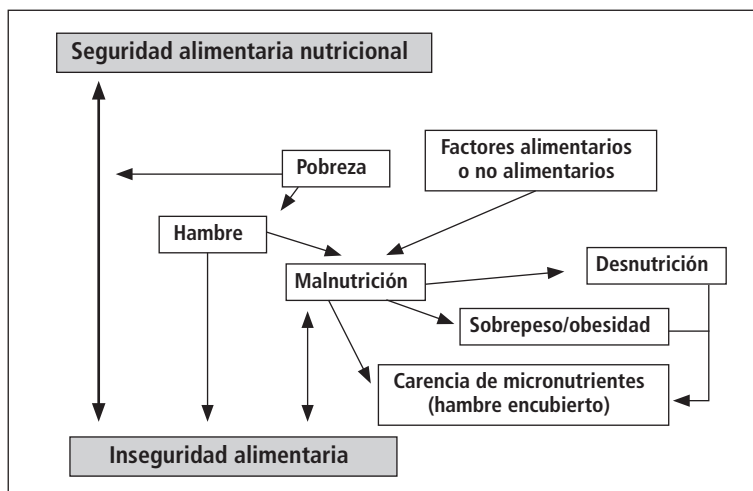 Seguridad alimentaria nutricional
Factores alimentarios
o no alimentarios
Pobreza
Hambre
Malnutrición
Desnutrición
Sobrepeso/obesidad
Carencia de micronutrientes
(hambre encubierto)
Inseguridad alimentaria